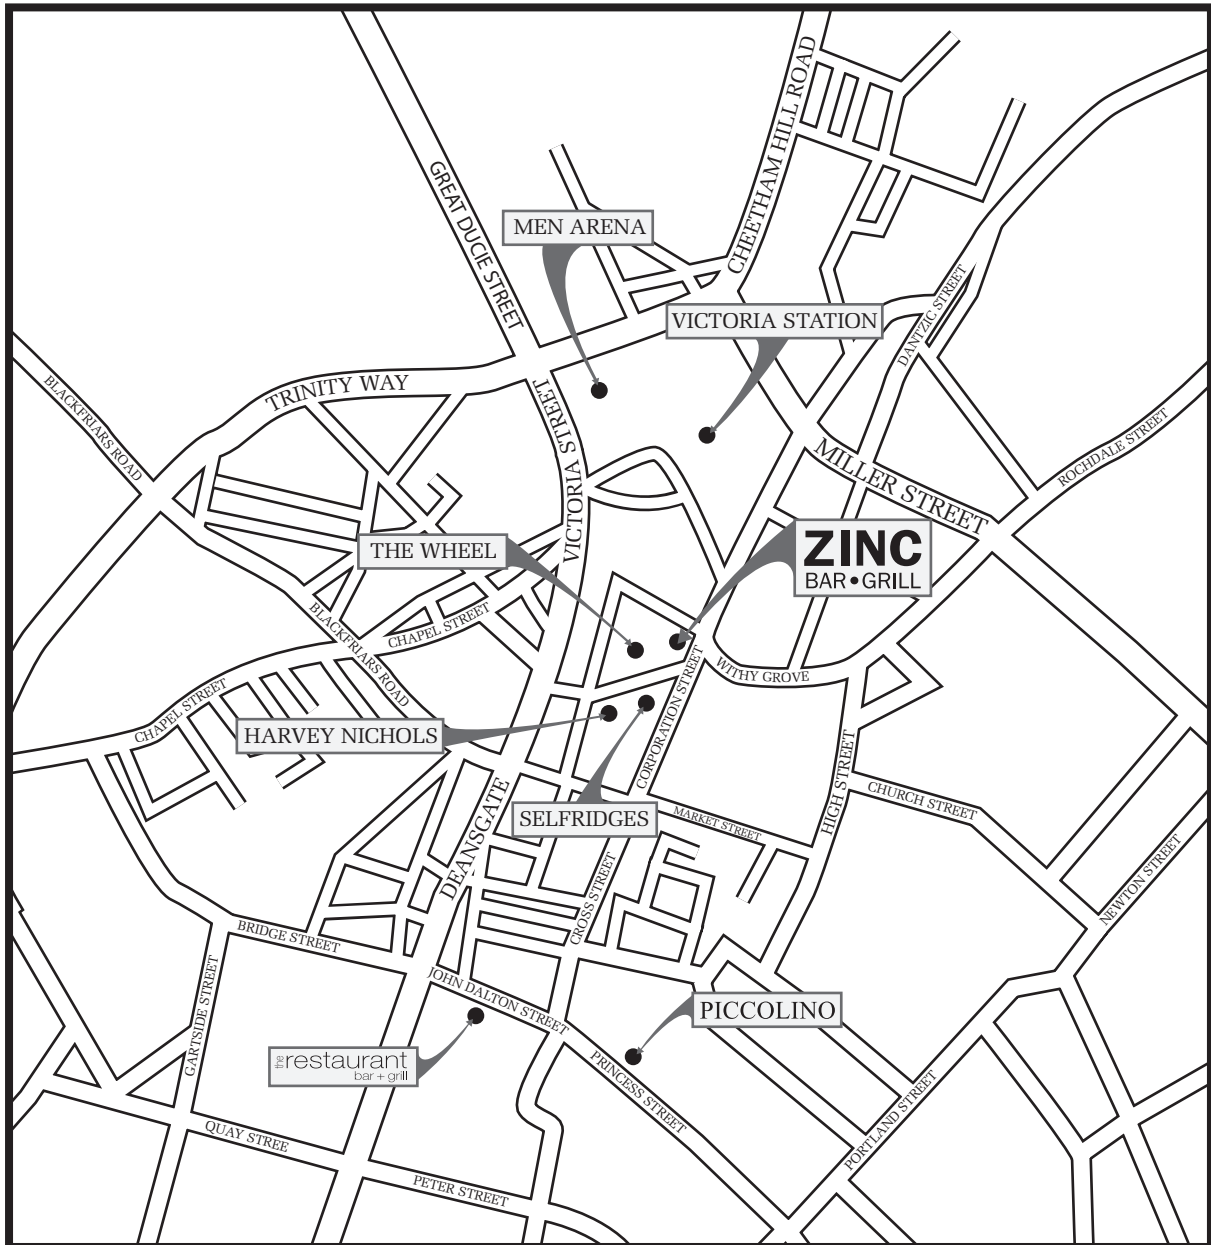 CHEETHAM HILL ROAD
GREAT DUCIE STREET
MEN ARENA
VICTORIA STATION
DANTZIC STREET
TRINITY WAY
BLACKFRIARS ROAD
VICTORIA STREET
ROCHDALE STREET
MILLER STREET
ZINC
BAR•GRILL
THE WHEEL
CHAPEL STREET
BLACKFRIARS ROAD
WITHY GROVE
CHAPEL STREET
CORPORATION STREET
HARVEY NICHOLS
HIGH STREET
CHURCH STREET
SELFRIDGES
MARKET STREET
DEANSGATE
NEWTON STREET
CROSS STREET
BRIDGE STREET
JOHN DALTON STREET
GARTSIDE STREET
PICCOLINO
the restaurant
bar + grill
PRINCESS STREET
PORTLAND STREET
QUAY STREE
PETER STREET